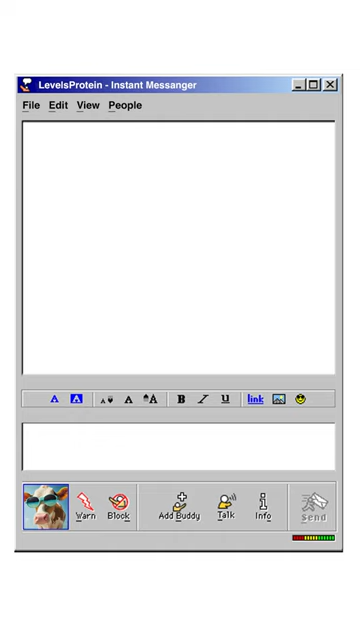 LevelsProtein - Instant Messanger
File Edit View People
A A A A A B I U link
Warn Block Add Buddy Talk Info Send